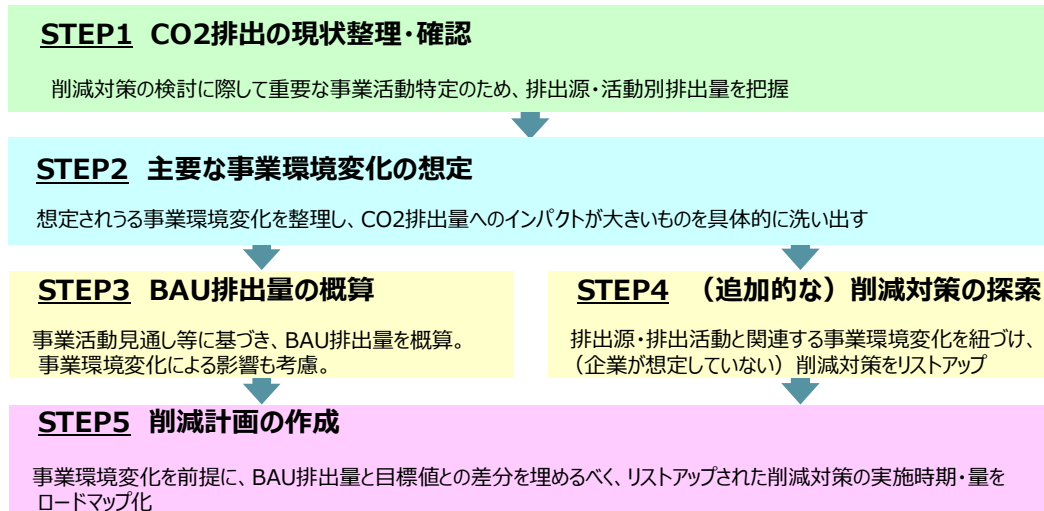 STEP1 CO2排出の現状整理・確認
削減対策の検討に際して重要な事業活動特定のため、排出源・活動別排出量を把握
STEP2 主要な事業環境変化の想定
想定されうる事業環境変化を整理し、CO2排出量へのインパクトが大きいものを具体的に洗い出す
STEP3 BAU排出量の概算
事業活動見通し等に基づき、BAU排出量を概算。
事業環境変化による影響も考慮。
STEP4 （追加的な）削減対策の探索
排出源・排出活動と関連する事業環境変化を紐づけ、
（企業が想定していない）削減対策をリストアップ
STEP5 削減計画の作成
事業環境変化を前提に、BAU排出量と目標値との差分を埋めるべく、リストアップされた削減対策の実施時期・量を
ロードマップ化